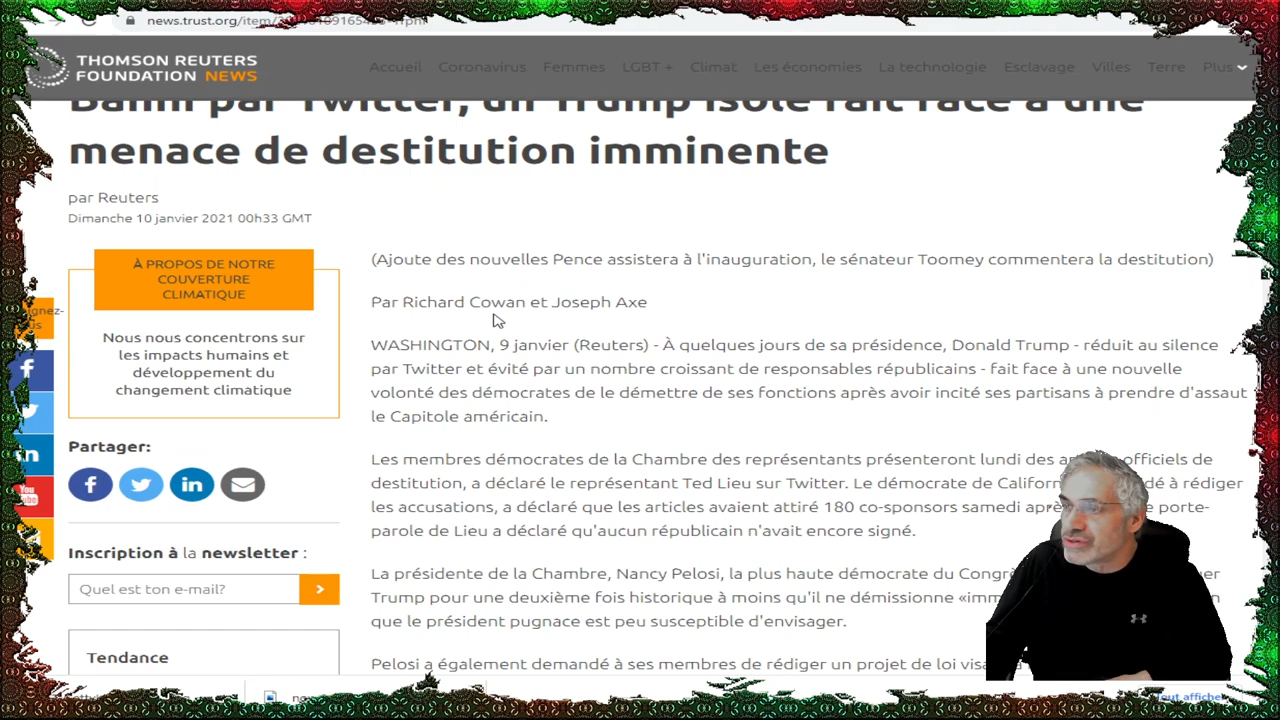 news.trust.org/item/
THOMSON REUTERS
FOUNDATION NEWS
Accueil Coronavirus Femmes LGBT + Climat Les économies La technologie Esclavage Villes Terre Plus
Banni par Twitter, un Trump isolé fait face à une
menace de destitution imminente
par Reuters
Dimanche 10 janvier 2021 00h33 GMT
À PROPOS DE NOTRE
COUVERTURE
CLIMATIQUE
Nous nous concentrons sur
les impacts humains et
développement du
changement climatique
Partager:
Inscription à la newsletter :
Quel est ton e-mail?
Tendance
(Ajoute des nouvelles Pence assistera à l'inauguration, le sénateur Toomey commentera la destitution)
Par Richard Cowan et Joseph Axe
WASHINGTON, 9 janvier (Reuters) - À quelques jours de sa présidence, Donald Trump - réduit au silence
par Twitter et évité par un nombre croissant de responsables républicains - fait face à une nouvelle
volonté des démocrates de le démettre de ses fonctions après avoir incité ses partisans à prendre d'assaut
le Capitole américain.
Les membres démocrates de la Chambre des représentants présenteront lundi des officiels de
destitution, a déclaré le représentant Ted Lieu sur Twitter. Le démocrate de à rédiger
les accusations, a déclaré que les articles avaient attiré 180 co-sponsors samedi porte-
parole de Lieu a déclaré qu'aucun républicain n'avait encore signé.
La présidente de la Chambre, Nancy Pelosi, la plus haute démocrate du
Trump pour une deuxième fois historique à moins qu'il ne démissionne
que le président pugnace est peu susceptible d'envisager.
Pelosi a également demandé à ses membres de rédiger un projet de loi